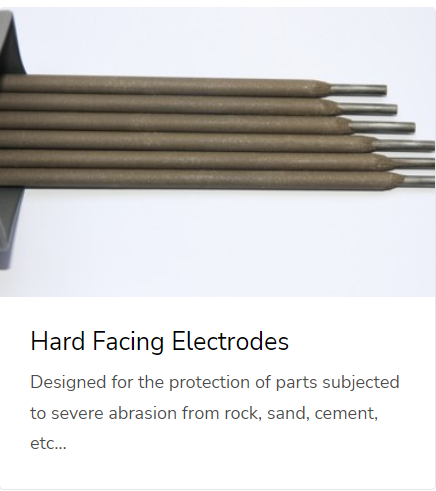 Hard Facing Electrodes
Designed for the protection of parts subjected
to severe abrasion from rock, sand, cement,
etc...